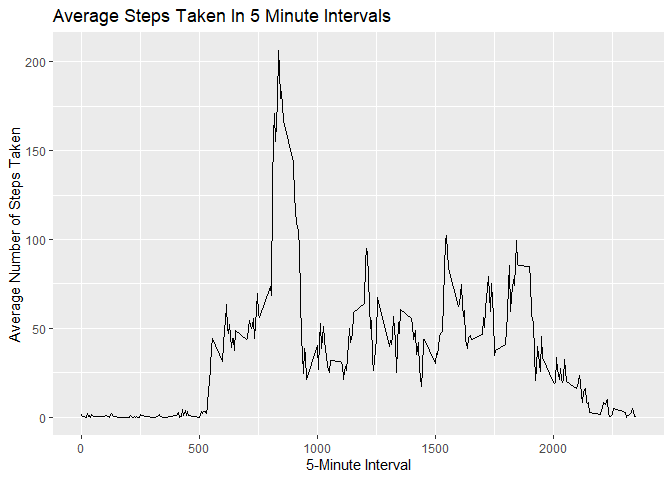 Average Steps Taken In 5 Minute Intervals
Average Number of Steps Taken
200
150
100
50
0
0 500 1000 1500 2000
5-Minute Interval